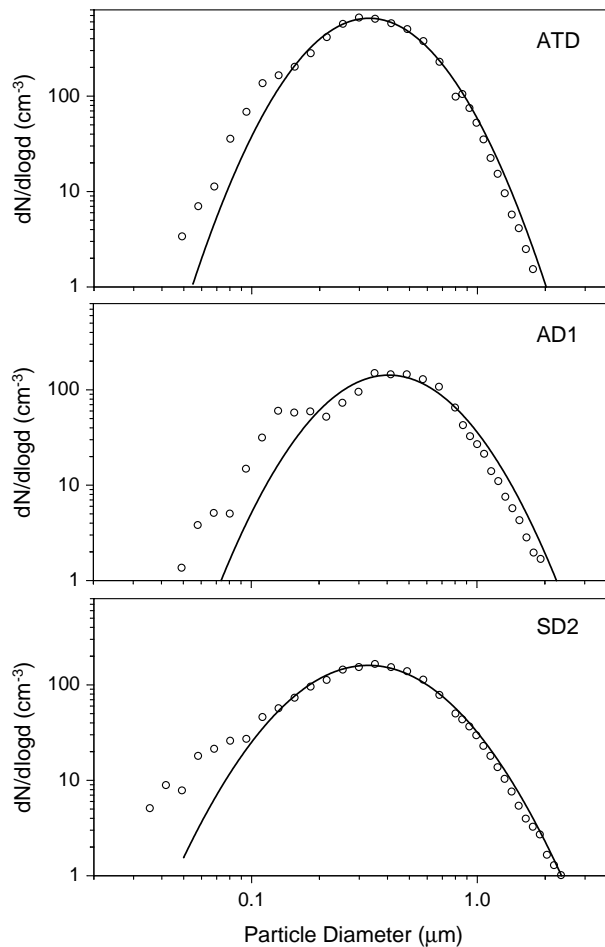 ATD
100
10
1
dN/dlogd (cm-3)
AD1
100
10
1
dN/dlogd (cm-3)
SD2
100
10
1
dN/dlogd (cm-3)
0.1 1.0
Particle Diameter (μm)